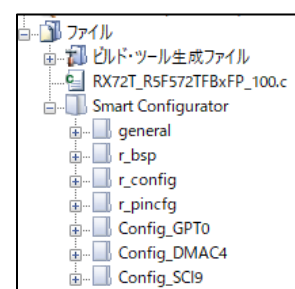 ファイル
ビルド・ツール生成ファイル
RX72T_R5F572TFBxFP_100.c
Smart Configurator
general
r_bsp
r_config
r_pincfg
Config_GPT0
Config_DMAC4
Config_SCI9